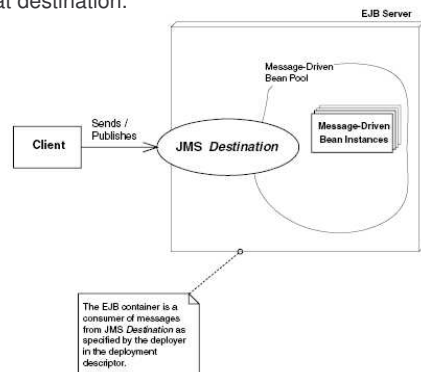 at destination.
EJB Server
Message-Driven
Bean Pool
Sends /
Publishes
Client
JMS Destination
Message-Driven
Bean Instances
The EJB container is a
consumer of messages
from JMS Destination as
specified by the deployer
in the deployment
descriptor.